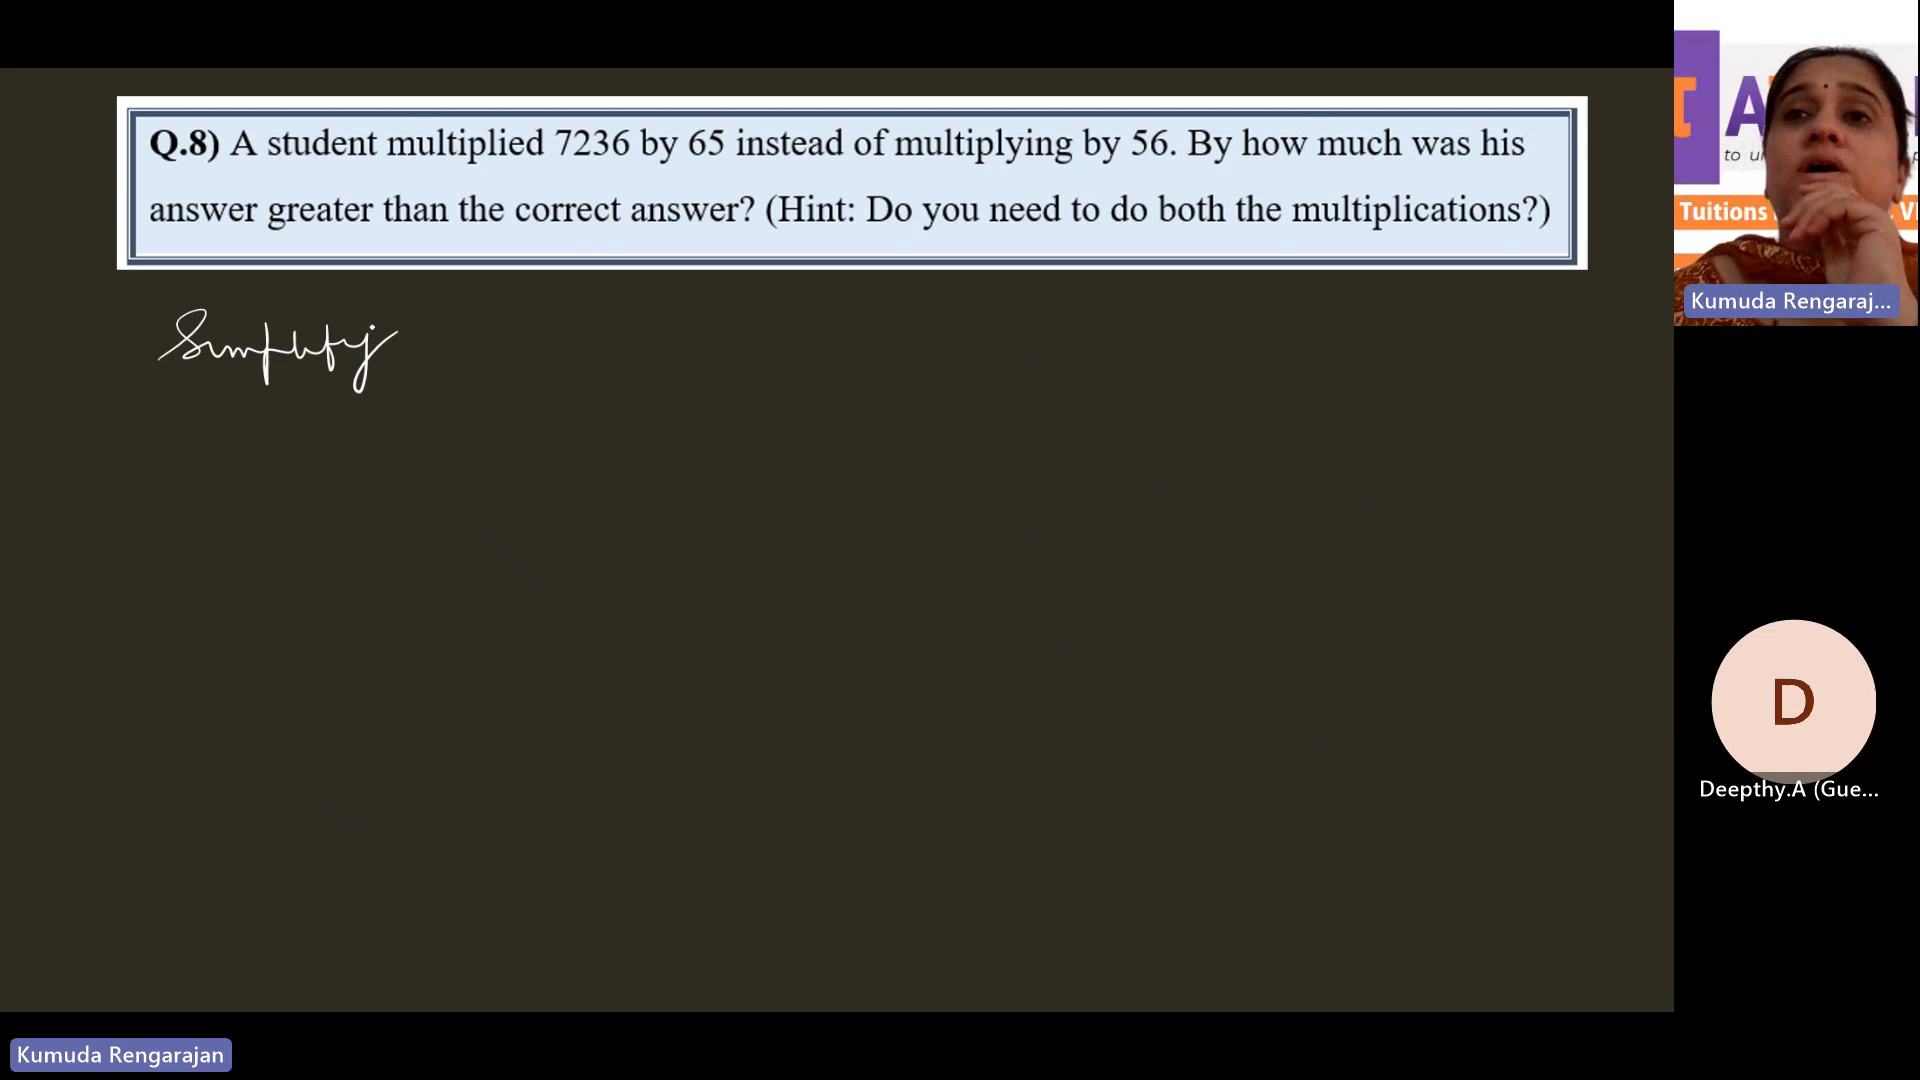 Q.8) A student multiplied 7236 by 65 instead of multiplying by 56. By how much was his
answer greater than the correct answer? (Hint: Do you need to do both the multiplications?)
Simplify
A
to u
Tuitions
Kumuda Rengaraj...
D
Deepthy.A (Gue...
Kumuda Rengarajan